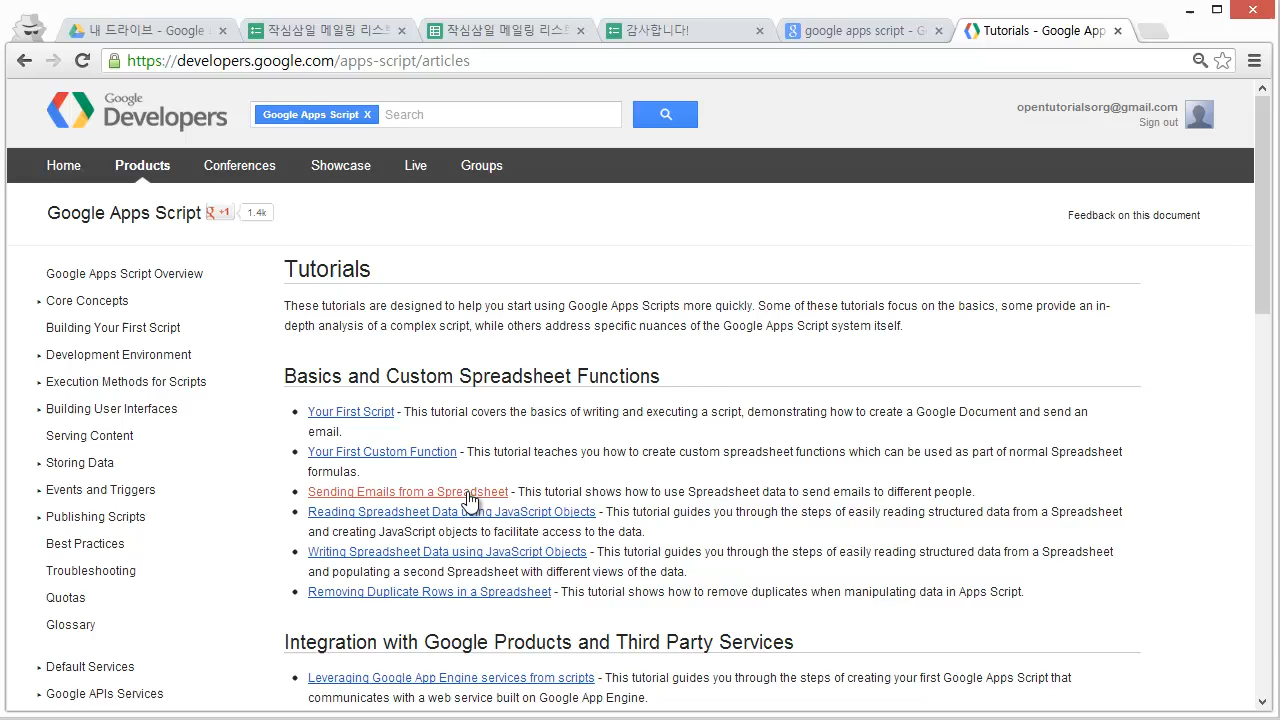 내 드라이브 - Google
작심삼일 메일링 리스트
작심삼일 메일링 리스트
감사합니다!
google apps script - G
Tutorials - Google App
https://developers.google.com/apps-script/articles
Google Developers
Google Apps Script X
Search
opentutorialsorg@gmail.com
Sign out
Home
Products
Conferences
Showcase
Live
Groups
Google Apps Script
g +1
1.4k
Feedback on this document
Google Apps Script Overview
Core Concepts
Building Your First Script
Development Environment
Execution Methods for Scripts
Building User Interfaces
Serving Content
Storing Data
Events and Triggers
Publishing Scripts
Best Practices
Troubleshooting
Quotas
Glossary
Default Services
Google APIs Services
Tutorials
These tutorials are designed to help you start using Google Apps Scripts more quickly. Some of these tutorials focus on the basics, some provide an in-
depth analysis of a complex script, while others address specific nuances of the Google Apps Script system itself.
Basics and Custom Spreadsheet Functions
Your First Script - This tutorial covers the basics of writing and executing a script, demonstrating how to create a Google Document and send an
email.
Your First Custom Function - This tutorial teaches you how to create custom spreadsheet functions which can be used as part of normal Spreadsheet
formulas.
Sending Emails from a Spreadsheet - This tutorial shows how to use Spreadsheet data to send emails to different people.
Reading Spreadsheet Data using JavaScript Objects - This tutorial guides you through the steps of easily reading structured data from a Spreadsheet
and creating JavaScript objects to facilitate access to the data.
Writing Spreadsheet Data using JavaScript Objects - This tutorial guides you through the steps of easily reading structured data from a Spreadsheet
and populating a second Spreadsheet with different views of the data.
Removing Duplicate Rows in a Spreadsheet - This tutorial shows how to remove duplicates when manipulating data in Apps Script.
Integration with Google Products and Third Party Services
Leveraging Google App Engine services from scripts - This tutorial guides you through the steps of creating your first Google Apps Script that
communicates with a web service built on Google App Engine.